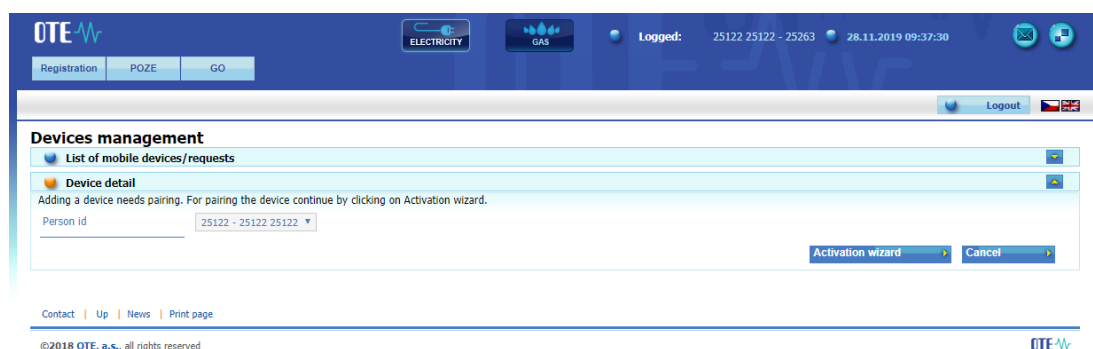 OTE
ELECTRICITY
GAS
Logged: 25122 25122 - 25263 28.11.2019 09:37:30
Registration POZE GO
Logout
Devices management
List of mobile devices/requests
Device detail
Adding a device needs pairing. For pairing the device continue by clicking on Activation wizard.
Person id 25122 - 25122 25122
Activation wizard Cancel
Contact | Up | News | Print page
©2018 OTE, a.s., all rights reserved OTE